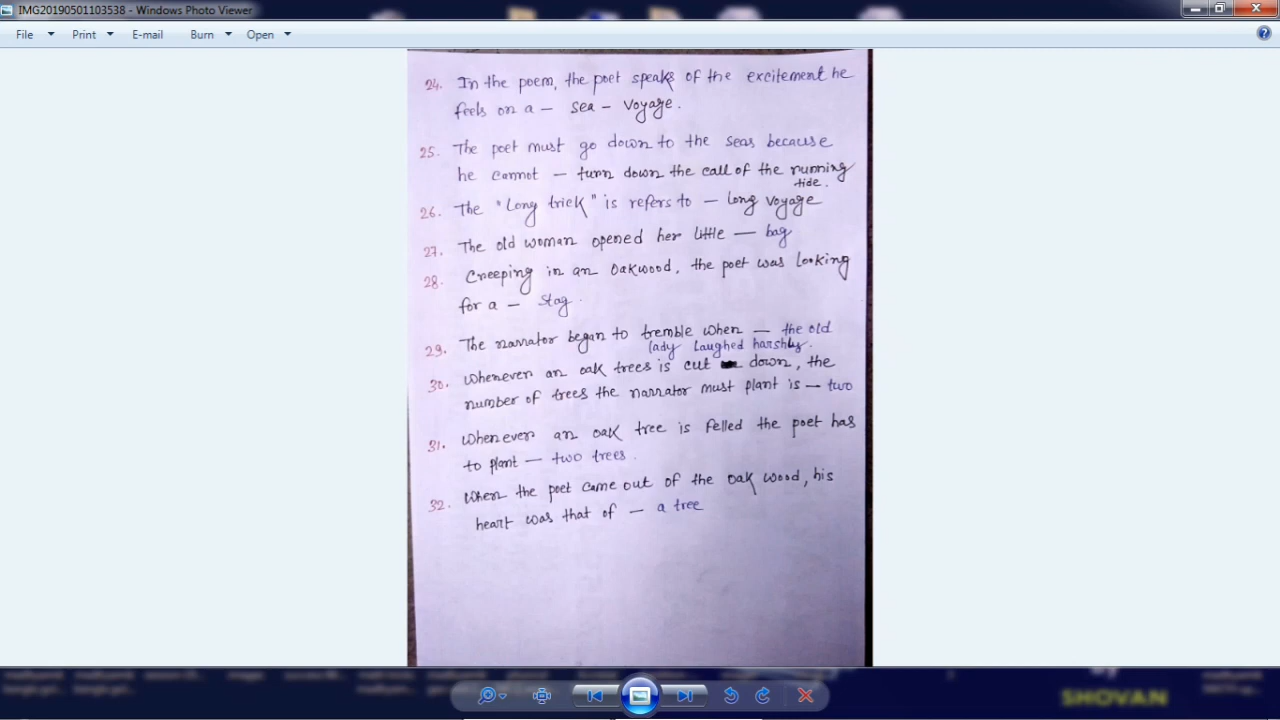 IMG20190501103538 - Windows Photo Viewer
File Print E-mail Burn Open
24. In the poem, the poet speaks of the excitement he
feels on a — sea - voyage.
25. The poet must go down to the seas because
he cannot — turn down the call of the running
tide.
26. The "Long trick" is refers to — long voyage
27. The old woman opened her little — bag
28. Creeping in an Oakwood, the poet was looking
for a — stag.
29. The narrator began to tremble when — the old
lady laughed harshly.
30. Whenever an oak trees is cut down, the
number of trees the narrator must plant is — two
31. Whenever an oak tree is felled the poet has
to plant — two trees.
32. When the poet came out of the oak wood, his
heart was that of — a tree
SHOVAN